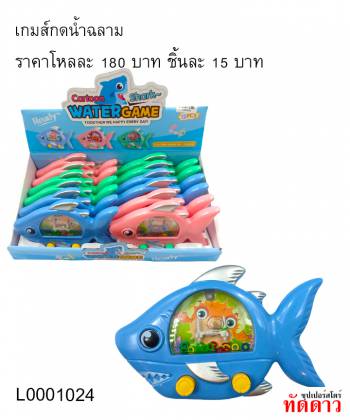 เกมส์กดน้ำฉลาม
ราคาโหลละ 180 บาท ชิ้นละ 15 บาท
Cartoon Shark
WATERGAME
TOGETHER WE HAPPY EVERY DAY
L0001024
ซุปเปอร์สโตร์
ทัดดาว